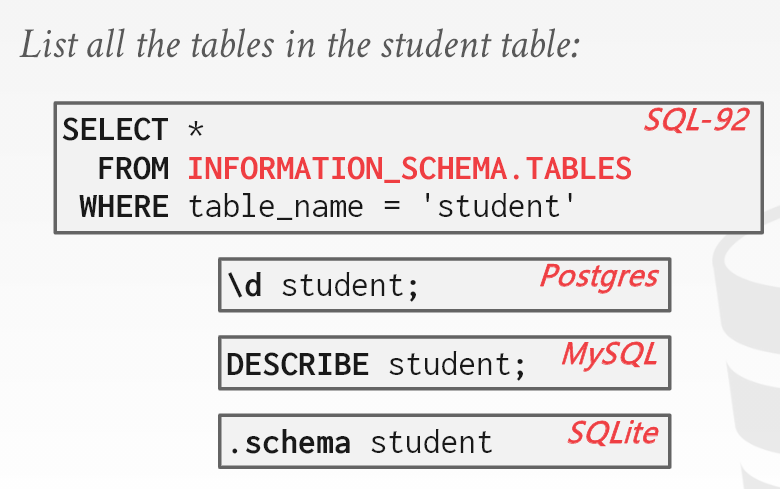 List all the tables in the student table:
SQL-92
SELECT *
FROM INFORMATION_SCHEMA.TABLES
WHERE table_name = 'student'
\d student; Postgres
DESCRIBE student; MySQL
.schema student SQLite